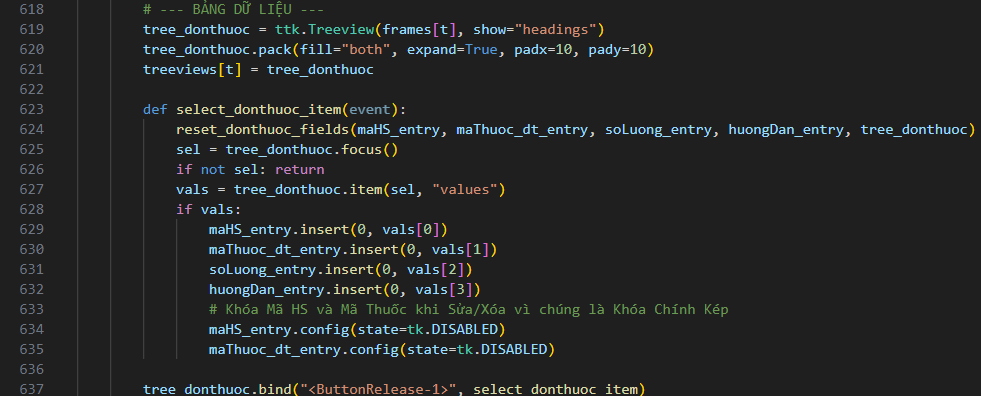 618 # --- BẢNG DỮ LIỆU ---
619 tree_donthuoc = ttk.Treeview(frames[t], show="headings")
620 tree_donthuoc.pack(fill="both", expand=True, padx=10, pady=10)
621 treeviews[t] = tree_donthuoc
622
623 def select_donthuoc_item(event):
624 reset_donthuoc_fields(maHS_entry, maThuoc_dt_entry, soLuong_entry, huongDan_entry, tree_donthuoc)
625 sel = tree_donthuoc.focus()
626 if not sel: return
627 vals = tree_donthuoc.item(sel, "values")
628 if vals:
629 maHS_entry.insert(0, vals[0])
630 maThuoc_dt_entry.insert(0, vals[1])
631 soLuong_entry.insert(0, vals[2])
632 huongDan_entry.insert(0, vals[3])
633 # Khóa Mã HS và Mã Thuốc khi Sửa/Xóa vì chúng là Khóa Chính Kép
634 maHS_entry.config(state=tk.DISABLED)
635 maThuoc_dt_entry.config(state=tk.DISABLED)
636
637 tree_donthuoc.bind("<ButtonRelease-1>", select_donthuoc_item)